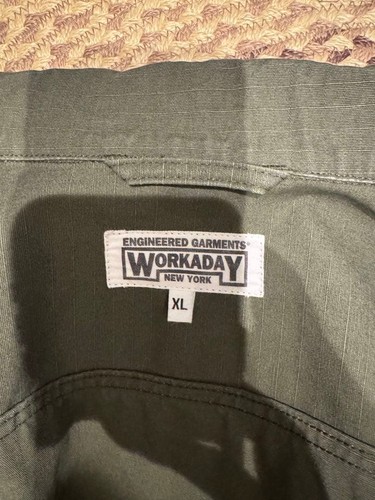 ENGINEERED GARMENTS®
WORKADAY
NEW YORK
XL